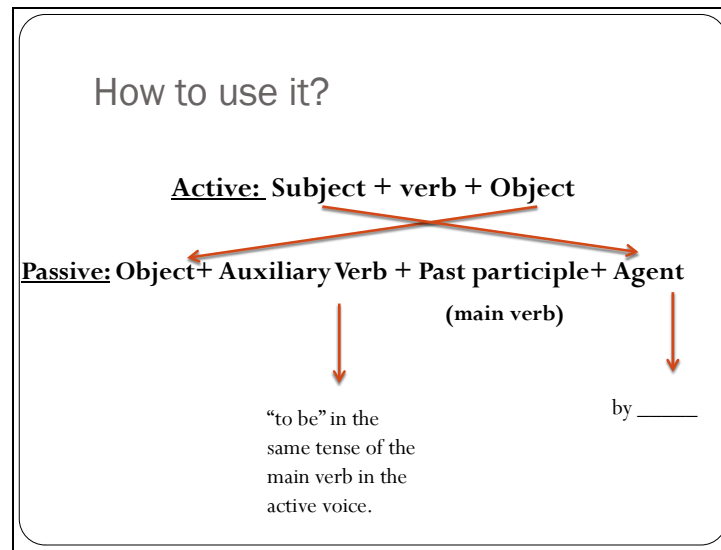 How to use it?
Active: Subject + verb + Object
Passive: Object+ Auxiliary Verb + Past participle+ Agent
(main verb)
"to be" in the
same tense of the
main verb in the
active voice.
by _____